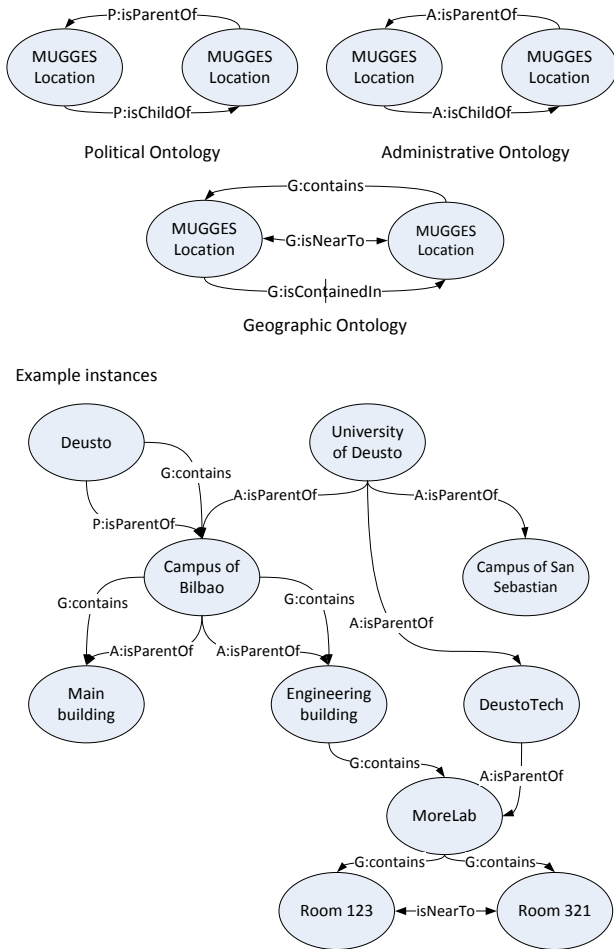 P:isParentOf
A:isParentOf
MUGGES
Location
MUGGES
Location
MUGGES
Location
MUGGES
Location
P:isChildOf
A:isChildOf
Political Ontology
Administrative Ontology
G:contains
MUGGES
Location
G:isNearTo
MUGGES
Location
G:isContainedIn
Geographic Ontology
Example instances
Deusto
University
of Deusto
G:contains
A:isParentOf
A:isParentOf
P:isParentOf
Campus of
Bilbao
Campus of San
Sebastian
G:contains
G:contains
A:isParentOf
A:isParentOf
A:isParentOf
Main
building
Engineering
building
DeustoTech
G:contains
A:isParentOf
MoreLab
G:contains
G:contains
Room 123
isNearTo
Room 321